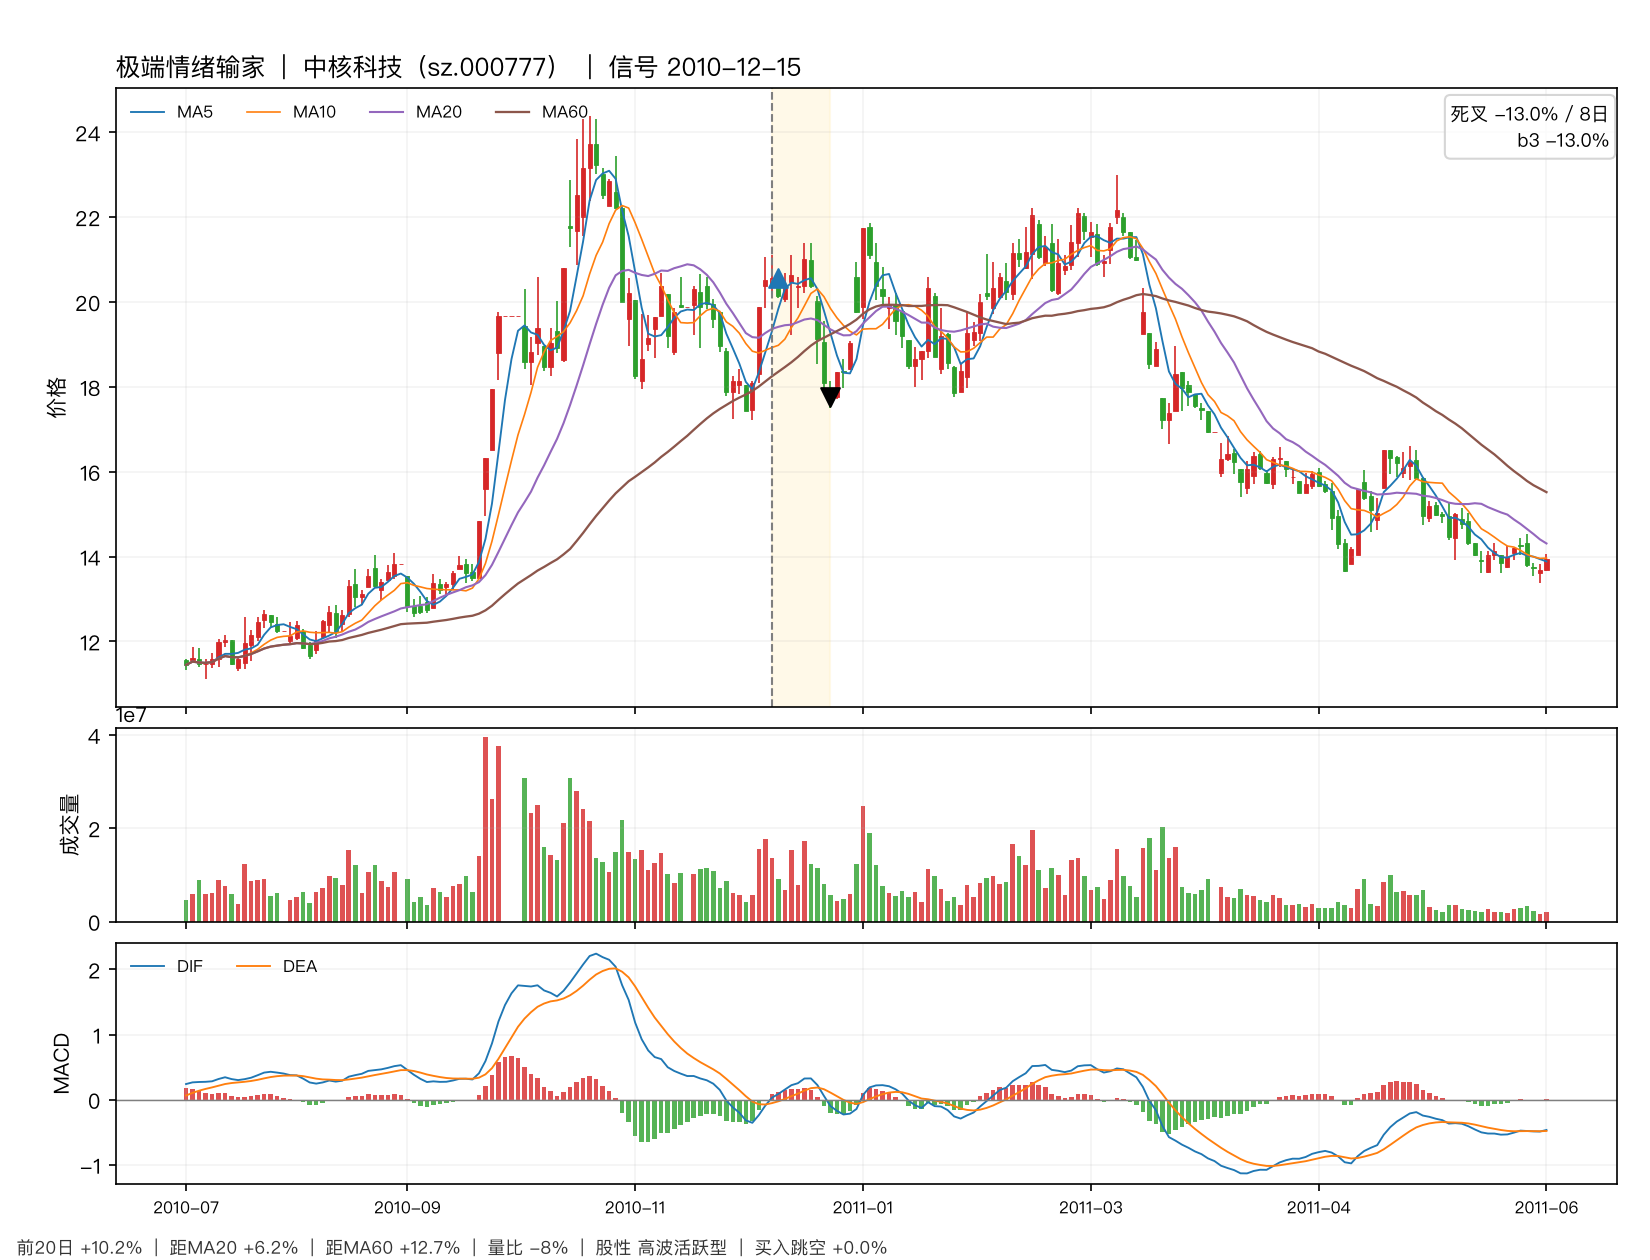 极端情绪输家 ｜ 中核科技（sz.000777） ｜ 信号 2010−12−15
MA5 MA10 MA20 MA60
死叉 −13.0% / 8日
b3 −13.0%
24
22
20
18
16
14
12
价格
1e7
4
2
0
成交量
DIF DEA
2
1
0
−1
MACD
2010−07 2010−09 2010−11 2011−01 2011−03 2011−04 2011−06
前20日 +10.2% ｜ 距MA20 +6.2% ｜ 距MA60 +12.7% ｜ 量比 −8% ｜ 股性 高波活跃型 ｜ 买入跳空 +0.0%